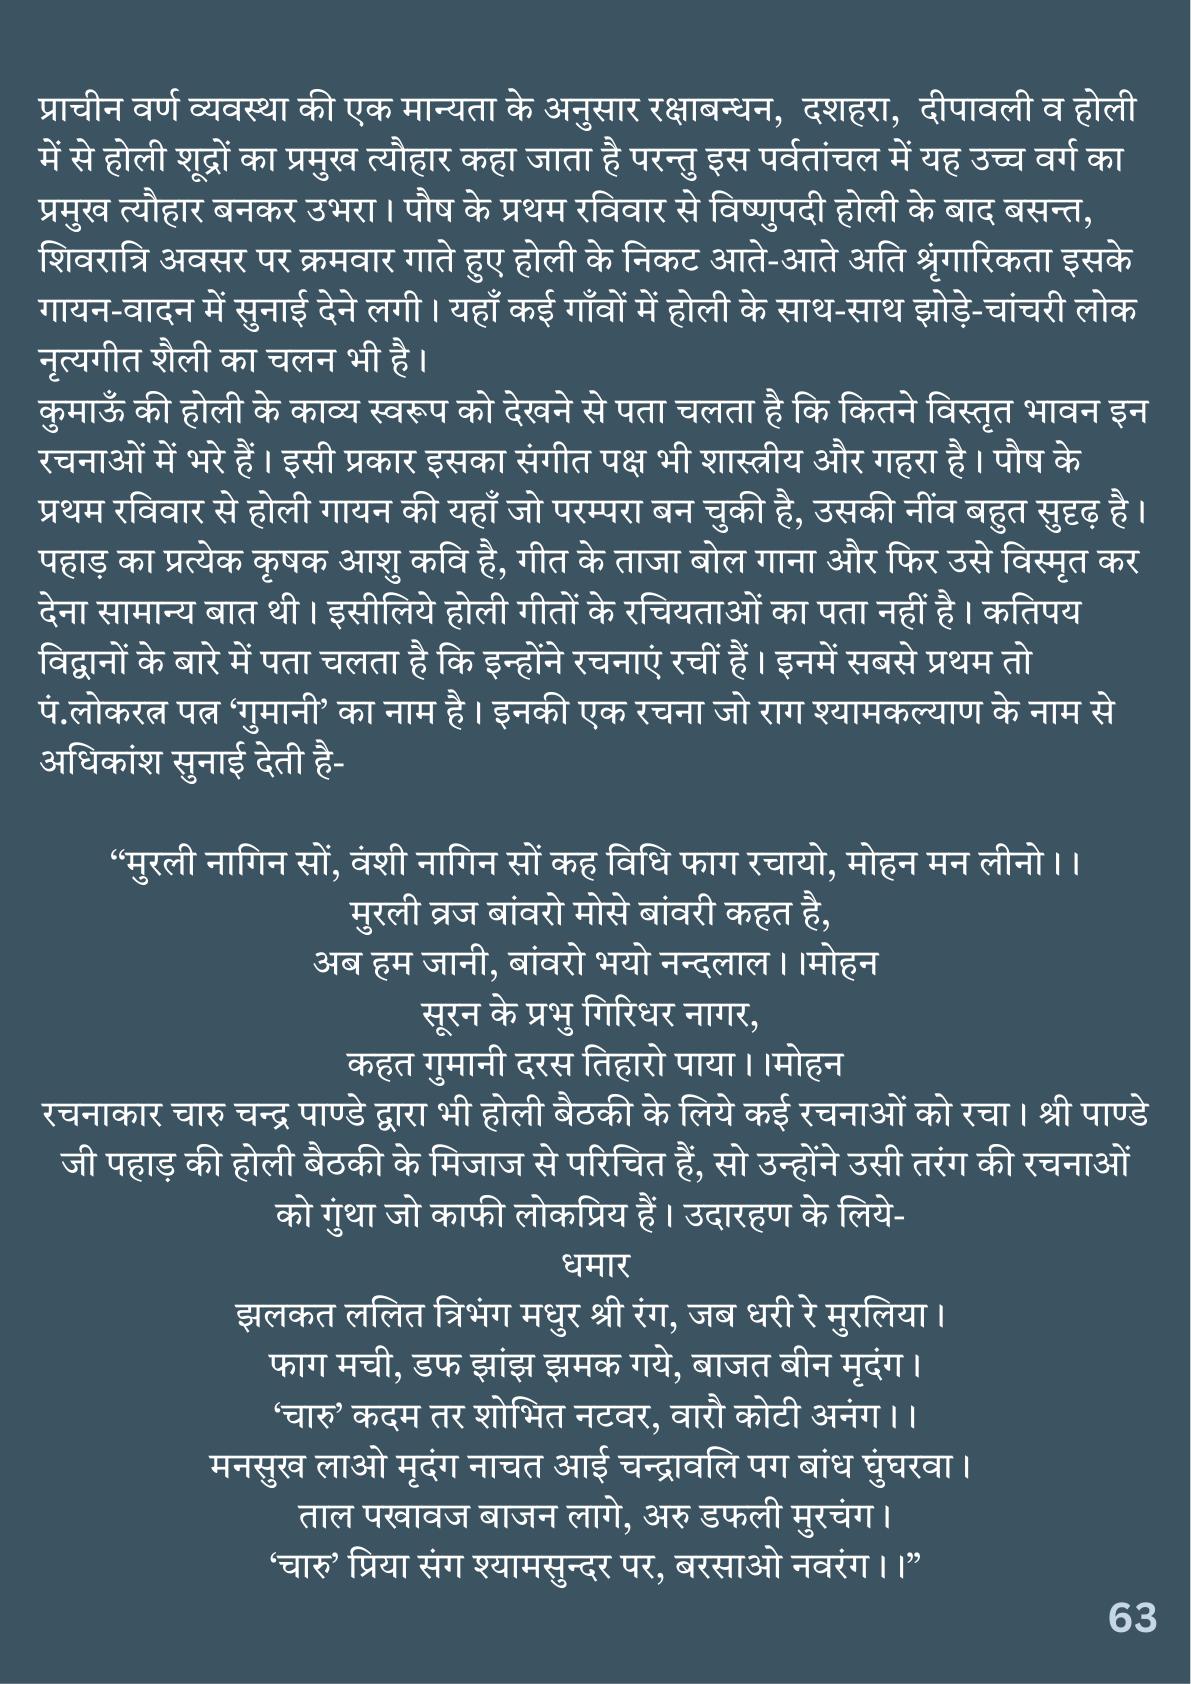 प्राचीन वर्ण व्यवस्था की एक मान्यता के अनुसार रक्षाबन्धन, दशहरा, दीपावली व होली
में से होली शूद्रों का प्रमुख त्यौहार कहा जाता है परन्तु इस पर्वतांचल में यह उच्च वर्ग का
प्रमुख त्यौहार बनकर उभरा। पौष के प्रथम रविवार से विष्णुपदी होली के बाद बसन्त,
शिवरात्रि अवसर पर क्रमवार गाते हुए होली के निकट आते-आते अति श्रृंगारिकता इसके
गायन-वादन में सुनाई देने लगी। यहाँ कई गाँवों में होली के साथ-साथ झोड़े-चांचरी लोक
नृत्यगीत शैली का चलन भी है।
कुमाऊँ की होली के काव्य स्वरूप को देखने से पता चलता है कि कितने विस्तृत भावन इन
रचनाओं में भरे हैं। इसी प्रकार इसका संगीत पक्ष भी शास्त्रीय और गहरा है। पौष के
प्रथम रविवार से होली गायन की यहाँ जो परम्परा बन चुकी है, उसकी नींव बहुत सुदृढ़ है।
पहाड़ का प्रत्येक कृषक आशु कवि है, गीत के ताजा बोल गाना और फिर उसे विस्मृत कर
देना सामान्य बात थी। इसीलिये होली गीतों के रचियताओं का पता नहीं है। कतिपय
विद्वानों के बारे में पता चलता है कि इन्होंने रचनाएं रचीं हैं। इनमें सबसे प्रथम तो
पं.लोकरत्न पन्त ‘गुमानी’ का नाम है। इनकी एक रचना जो राग श्यामकल्याण के नाम से
अधिकांश सुनाई देती है-
“मुरली नागिन सों, वंशी नागिन सों कह विधि फाग रचायो, मोहन मन लीनो।।
मुरली व्रज बांवरो मोसे बांवरी कहत है,
अब हम जानी, बांवरो भयो नन्दलाल।।मोहन
सूरन के प्रभु गिरिधर नागर,
कहत गुमानी दरस तिहारो पाया।।मोहन
रचनाकार चारु चन्द्र पाण्डे द्वारा भी होली बैठकी के लिये कई रचनाओं को रचा। श्री पाण्डे
जी पहाड़ की होली बैठकी के मिजाज से परिचित हैं, सो उन्होंने उसी तरंग की रचनाओं
को गुंथा जो काफी लोकप्रिय हैं। उदारहण के लिये-
धमार
झलकत ललित त्रिभंग मधुर श्री रंग, जब धरी रे मुरलिया।
फाग मची, डफ झांझ झमक गये, बाजत बीन मृदंग।
‘चारु’ कदम तर शोभित नटवर, वारौ कोटी अनंग।।
मनसुख लाओ मृदंग नाचत आई चन्द्रावलि पग बांध घुंघरवा।
ताल पखावज बाजन लागे, अरु डफली मुरचंग।
‘चारु’ प्रिया संग श्यामसुन्दर पर, बरसाओ नवरंग।।”
63